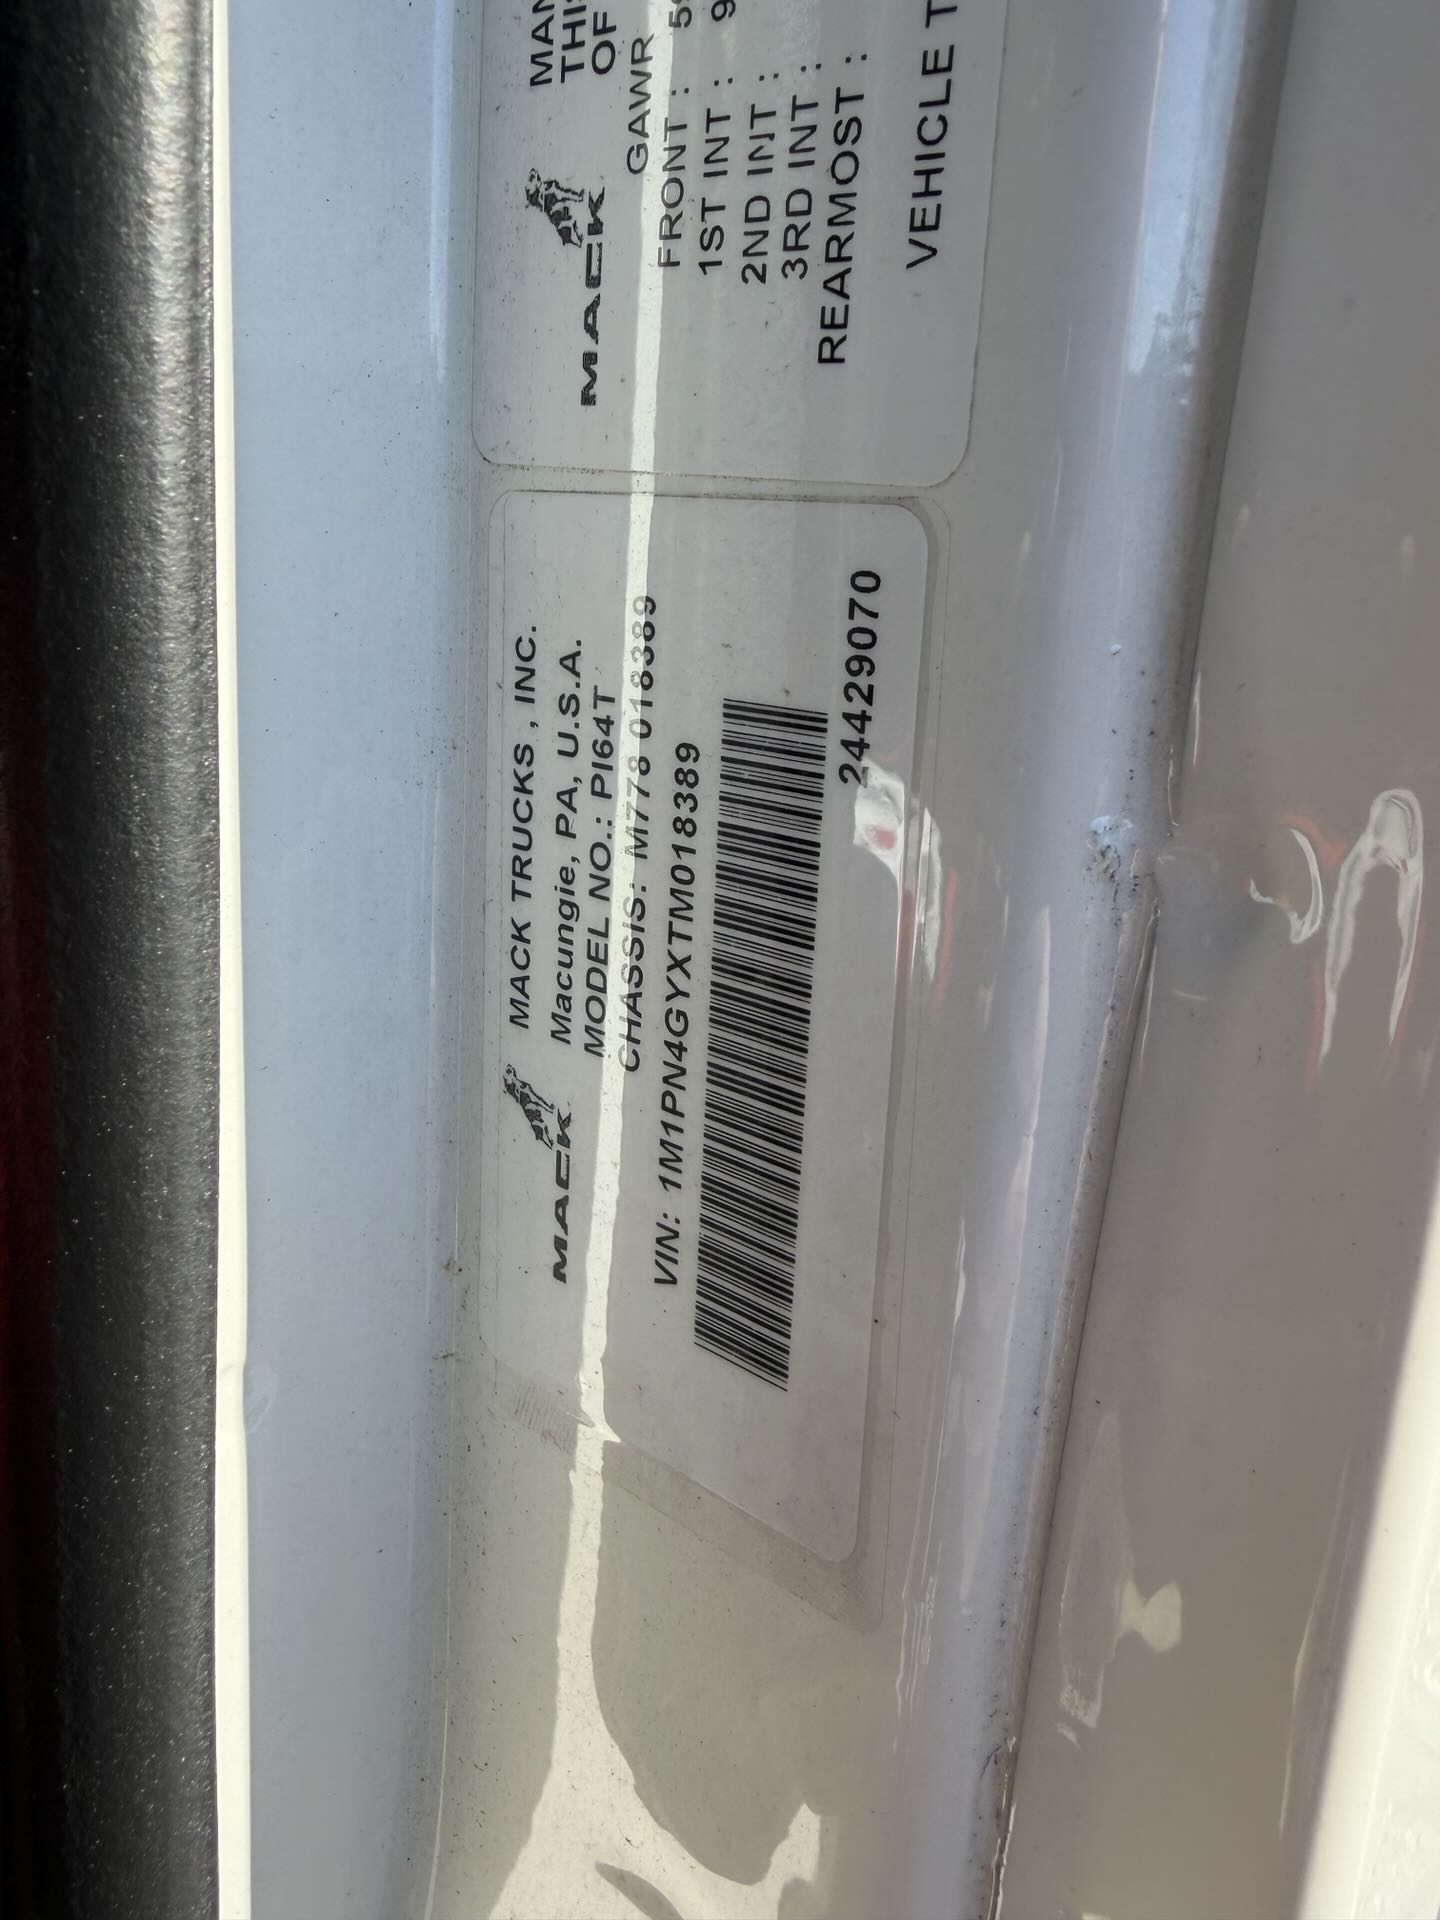 MACK
MACK TRUCKS , INC.
Macungie, PA, U.S.A.
MODEL NO.: PI64T
CHASSIS: M778 018389
VIN: 1M1PN4GYXTM018389
24429070
MACK
OF
GAWR
FRONT :
1ST INT :
2ND INT :
3RD INT :
REARMOST :
VEHICLE